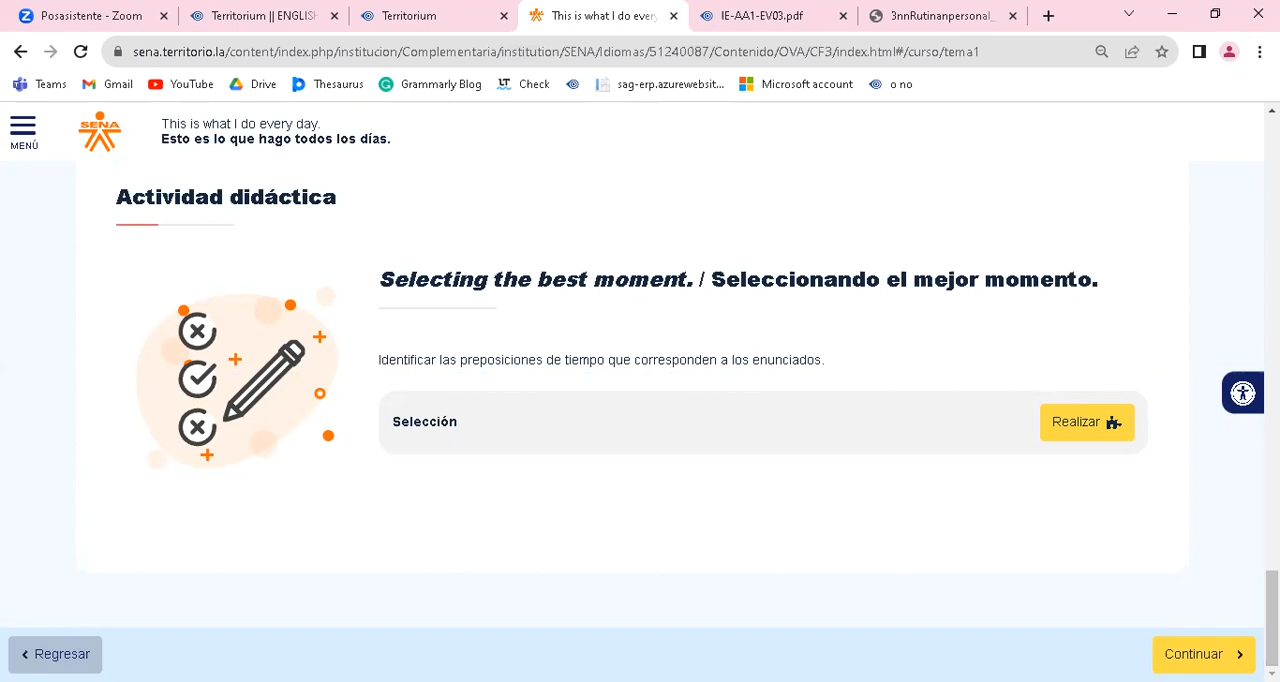 Posasistente - Zoom
Territorium || ENGLISH
Territorium
This is what I do every
IE-AA1-EV03.pdf
3nnRutinanpersonal_
sena.territorio.la/content/index.php/institucion/Complementaria/institution/SENA/Idiomas/51240087/Contenido/OVA/CF3/index.html#/curso/tema1
Teams
Gmail
YouTube
Drive
Thesaurus
Grammarly Blog
Check
sag-erp.azurewebsit...
Microsoft account
o no
MENÚ
SENA
This is what I do every day.
Esto es lo que hago todos los días.
Actividad didáctica
Selecting the best moment. / Seleccionando el mejor momento.
Identificar las preposiciones de tiempo que corresponden a los enunciados.
Selección
Realizar
Regresar
Continuar